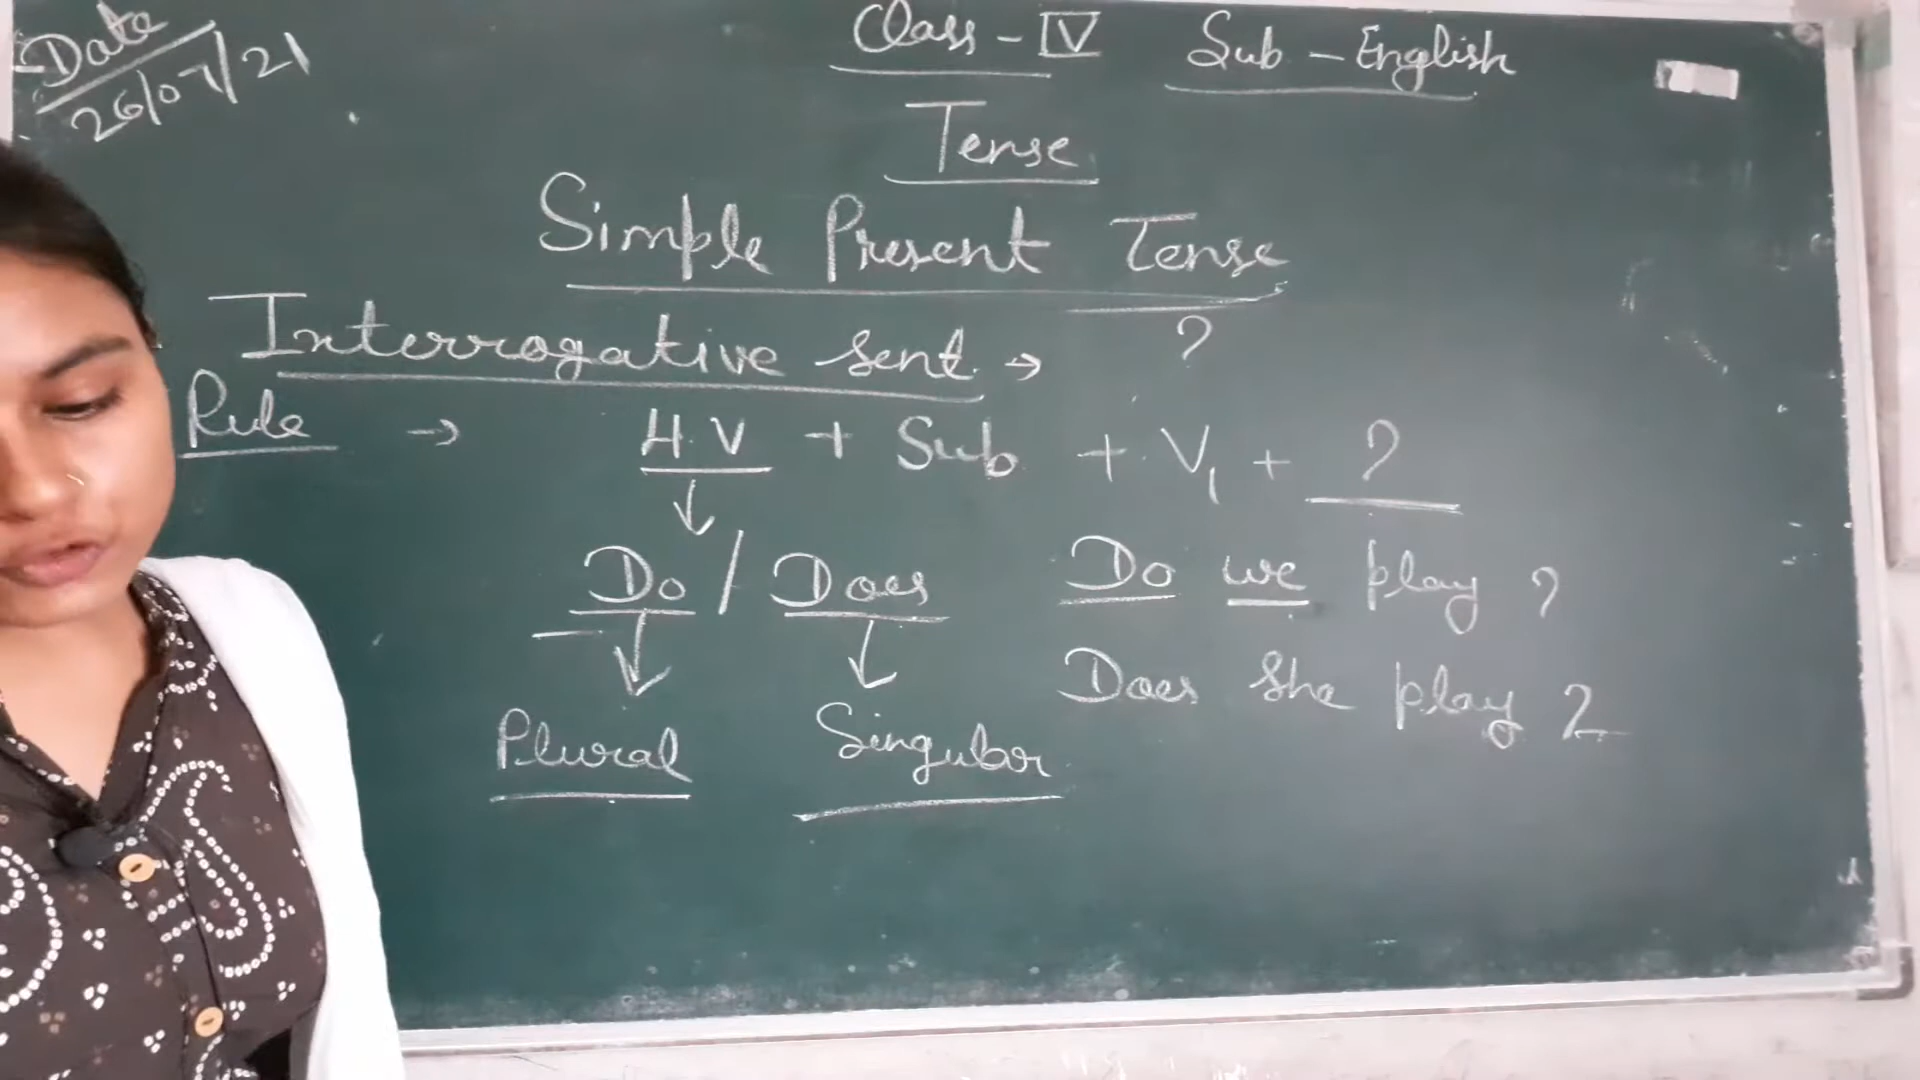 Date
26/07/21
Class - IV Sub - English
Tense
Simple Present Tense
Interrogative sent. → ?
Rule → H.V + Sub + V1 + ?
↓
Do / Does Do we play ?
↓ ↓ Does she play ?
Plural Singular